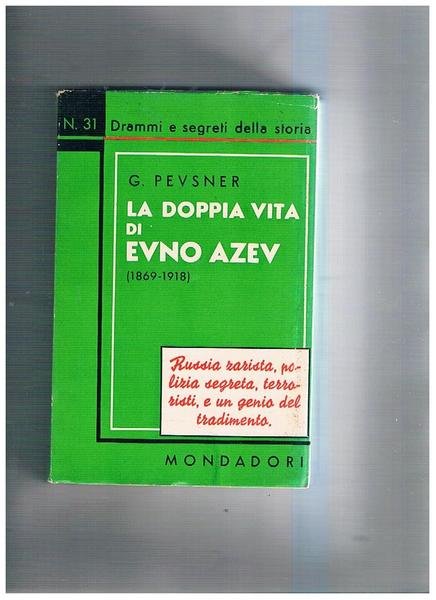 N. 31 Drammi e segreti della storia
G. PEVSNER
LA DOPPIA VITA
DI
EVNO AZEV
(1869-1918)
Russia zarista, po-
lizia segreta, terro-
risti, e un genio del
tradimento.
MONDADORI